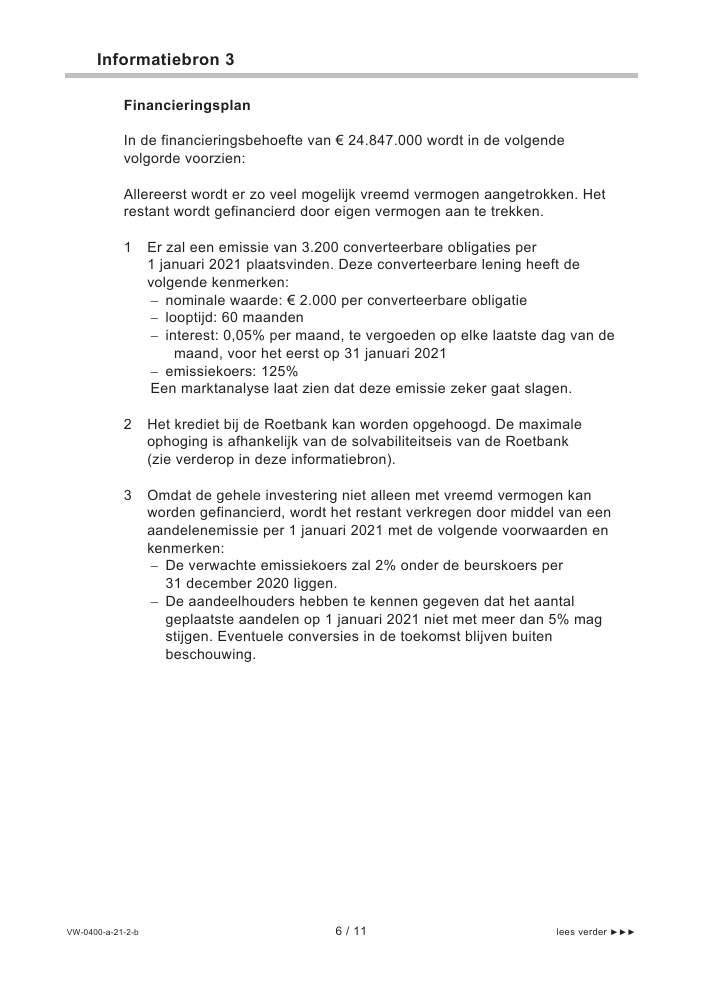 Informatiebron 3
Financieringsplan
In de financieringsbehoefte van € 24.847.000 wordt in de volgende
volgorde voorzien:
Allereerst wordt er zo veel mogelijk vreemd vermogen aangetrokken. Het
restant wordt gefinancierd door eigen vermogen aan te trekken.
1 Er zal een emissie van 3.200 converteerbare obligaties per
1 januari 2021 plaatsvinden. Deze converteerbare lening heeft de
volgende kenmerken:
– nominale waarde: € 2.000 per converteerbare obligatie
– looptijd: 60 maanden
– interest: 0,05% per maand, te vergoeden op elke laatste dag van de
maand, voor het eerst op 31 januari 2021
– emissiekoers: 125%
Een marktanalyse laat zien dat deze emissie zeker gaat slagen.
2 Het krediet bij de Roetbank kan worden opgehoogd. De maximale
ophoging is afhankelijk van de solvabiliteitseis van de Roetbank
(zie verderop in deze informatiebron).
3 Omdat de gehele investering niet alleen met vreemd vermogen kan
worden gefinancierd, wordt het restant verkregen door middel van een
aandelenemissie per 1 januari 2021 met de volgende voorwaarden en
kenmerken:
– De verwachte emissiekoers zal 2% onder de beurskoers per
31 december 2020 liggen.
– De aandeelhouders hebben te kennen gegeven dat het aantal
geplaatste aandelen op 1 januari 2021 niet met meer dan 5% mag
stijgen. Eventuele conversies in de toekomst blijven buiten
beschouwing.
VW-0400-a-21-2-b
6 / 11
lees verder ►►►